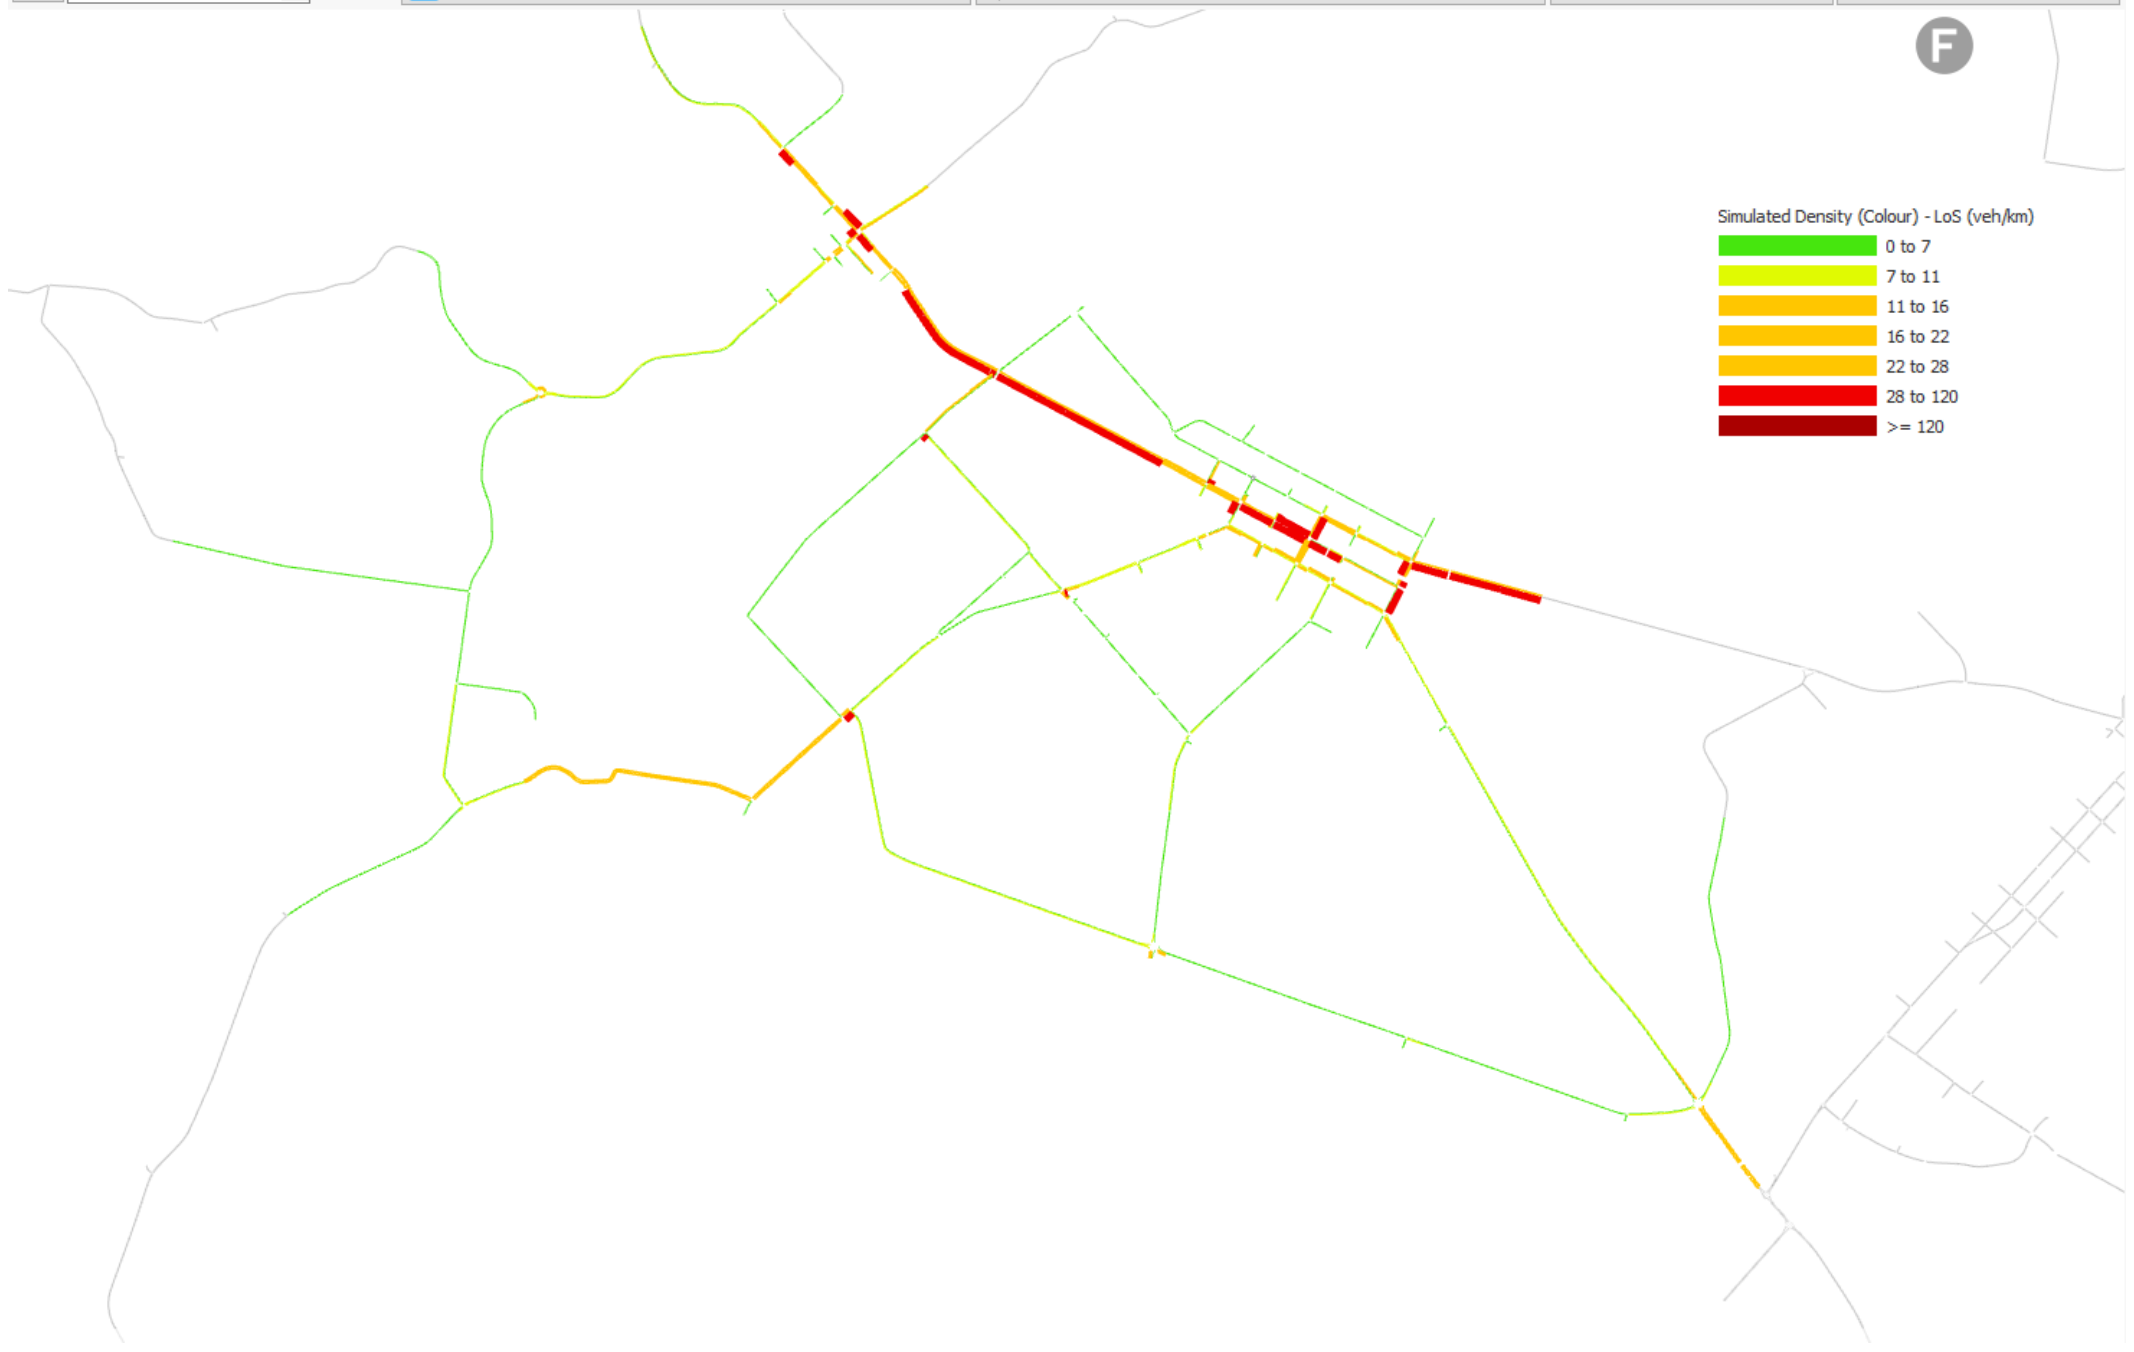 F
Simulated Density (Colour) - LoS (veh/km)
0 to 7
7 to 11
11 to 16
16 to 22
22 to 28
28 to 120
>= 120